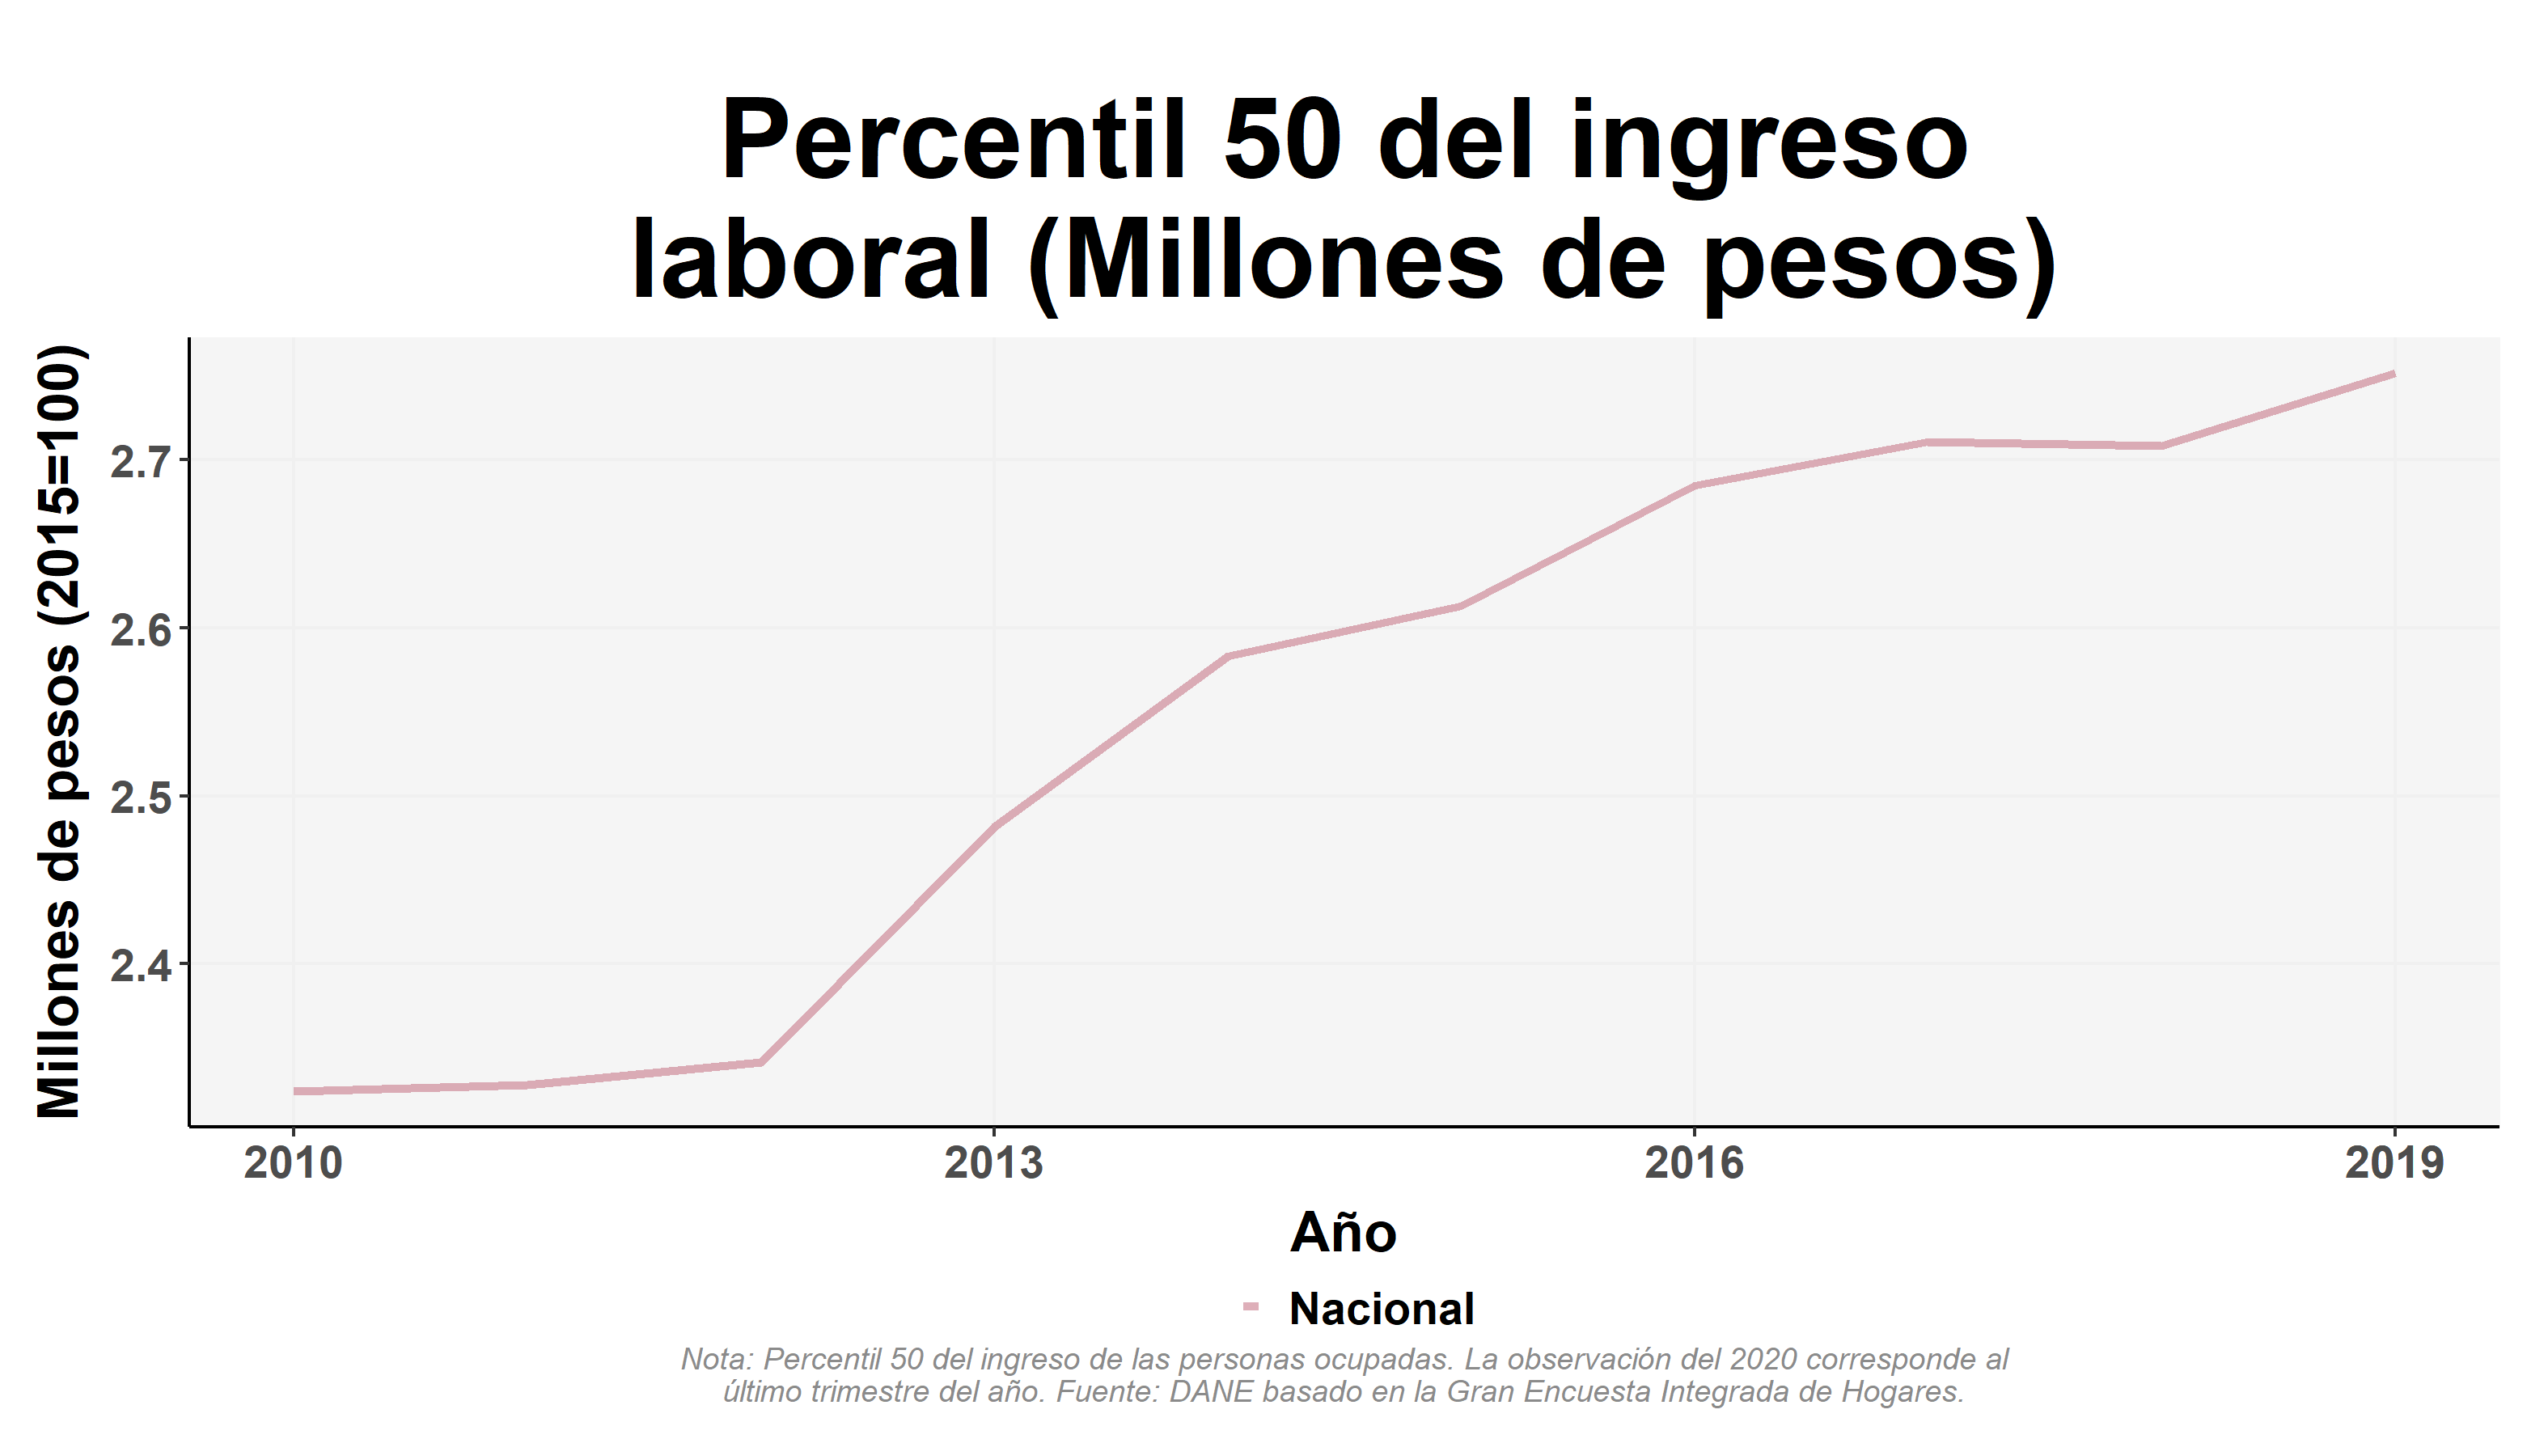 Percentil 50 del ingreso
laboral (Millones de pesos)
Millones de pesos (2015=100)
2.7
2.6
2.5
2.4
2010 2013 2016 2019
Año
Nacional
Nota: Percentil 50 del ingreso de las personas ocupadas. La observación del 2020 corresponde al
último trimestre del año. Fuente: DANE basado en la Gran Encuesta Integrada de Hogares.